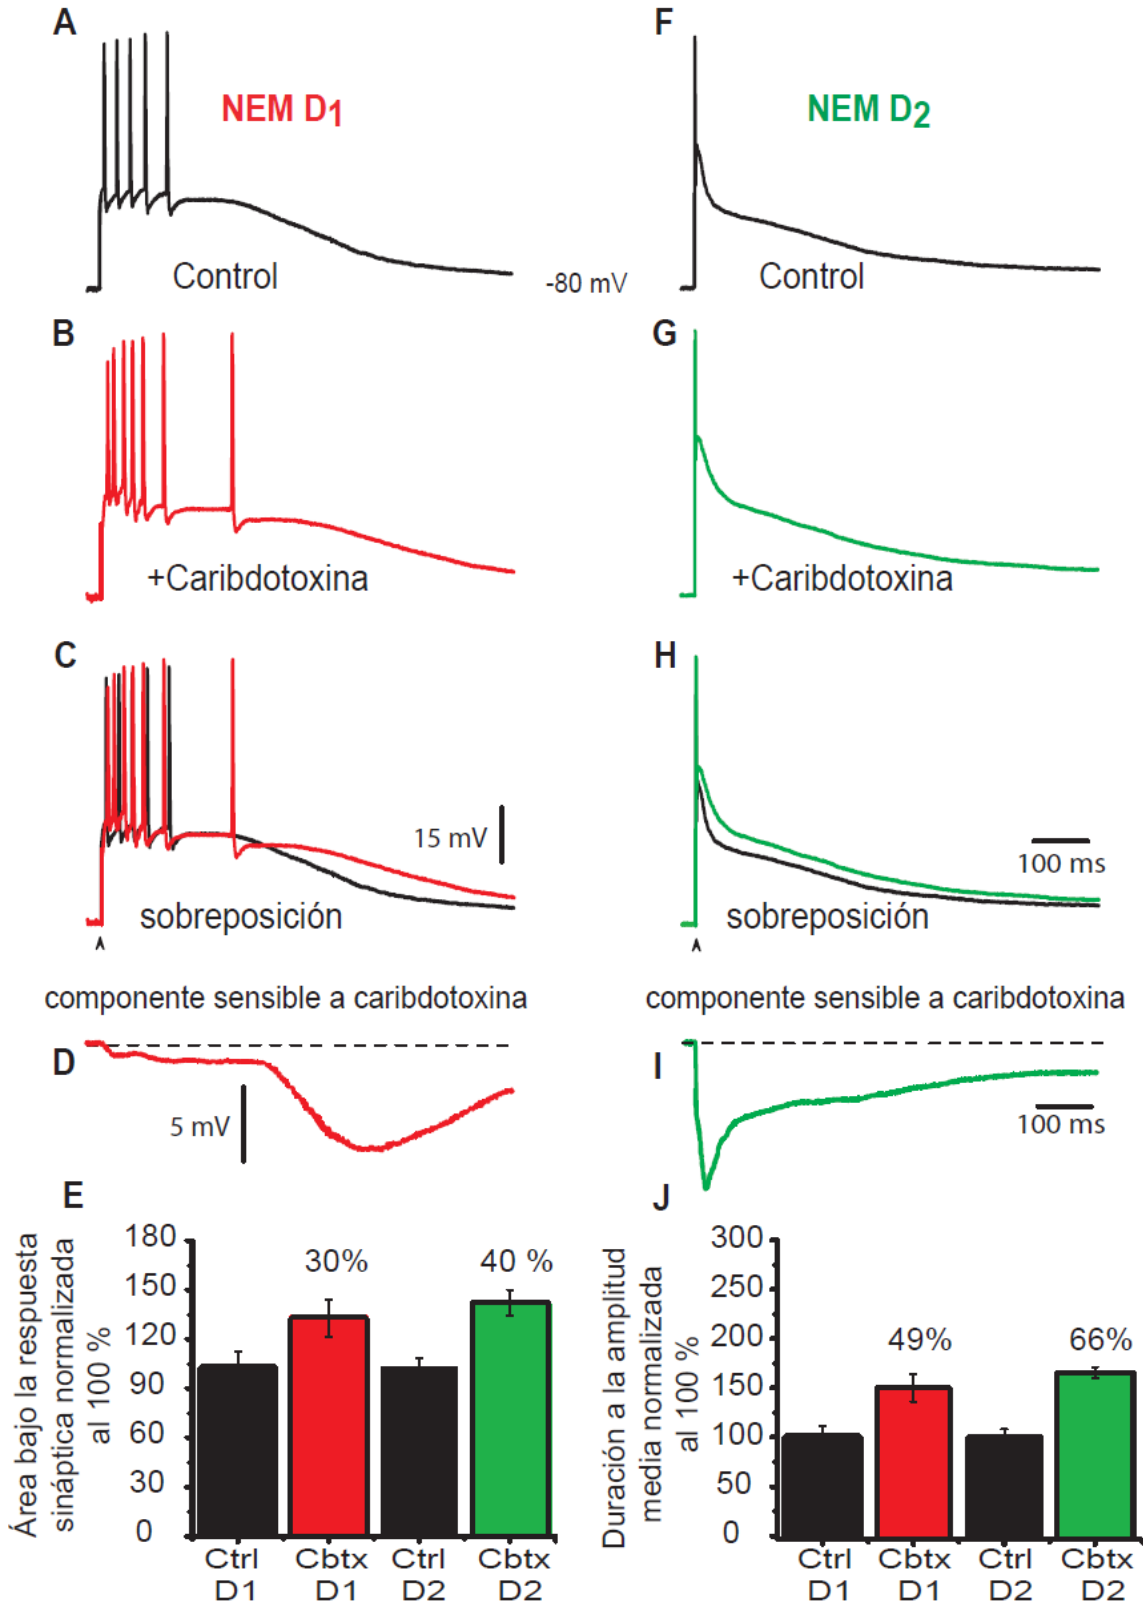 A
F
NEM D1
NEM D2
Control
-80 mV
Control
B
G
+Caribdotoxina
+Caribdotoxina
C
H
15 mV
100 ms
sobreposición
sobreposición
componente sensible a caribdotoxina
componente sensible a caribdotoxina
D
I
5 mV
100 ms
E
J
Área bajo la respuesta
sináptica normalizada
al 100 %
180
150
120
90
60
30
0
30%
40 %
Ctrl
D1
Cbtx
D1
Ctrl
D2
Cbtx
D2
Duración a la amplitud
media normalizada
al 100 %
300
250
200
150
100
50
0
49%
66%
Ctrl
D1
Cbtx
D1
Ctrl
D2
Cbtx
D2